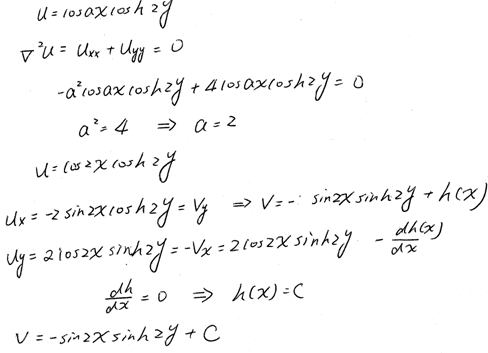 u = cos ax cosh 2y
∇²u = u_xx + u_yy = 0
-a² cos ax cosh 2y + 4 cos ax cosh 2y = 0
a² = 4 ⇒ a = 2
u = cos 2x cosh 2y
u_x = -2 sin 2x cosh 2y = v_y ⇒ v = - sin 2x sinh 2y + h(x)
u_y = 2 cos 2x sinh 2y = -v_x = 2 cos 2x sinh 2y - dh(x)/dx
dh/dx = 0 ⇒ h(x) = C
v = -sin 2x sinh 2y + C